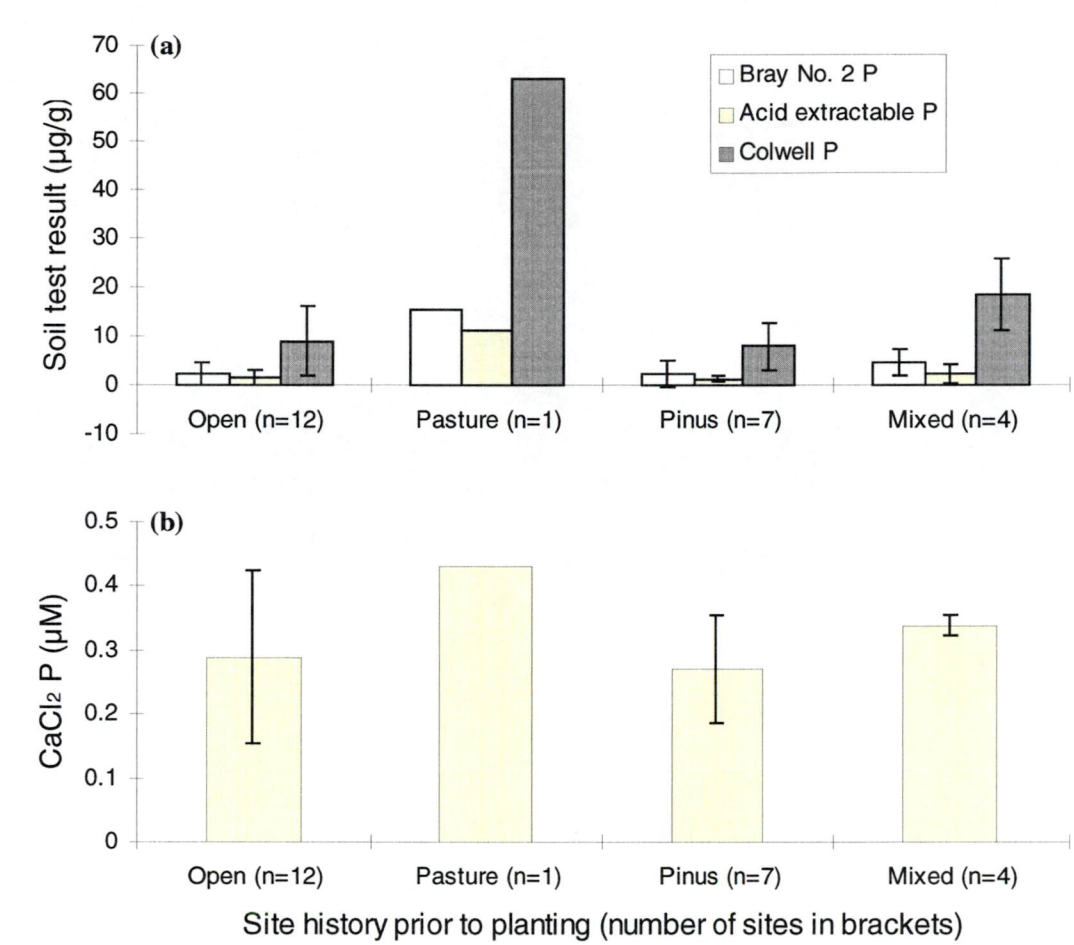 (a)
70
60
50
40
30
20
10
0
-10
Soil test result (µg/g)
Bray No. 2 P
Acid extractable P
Colwell P
Open (n=12) Pasture (n=1) Pinus (n=7) Mixed (n=4)
(b)
0.5
0.4
0.3
0.2
0.1
0
CaCl₂ P (µM)
Open (n=12) Pasture (n=1) Pinus (n=7) Mixed (n=4)
Site history prior to planting (number of sites in brackets)